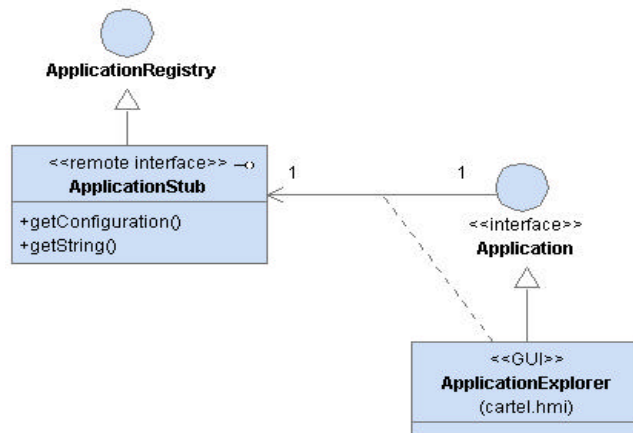 ApplicationRegistry
<<remote interface>>
ApplicationStub
+getConfiguration()
+getString()
1
1
<<interface>>
Application
<<GUI>>
ApplicationExplorer
(cartel.hmi)